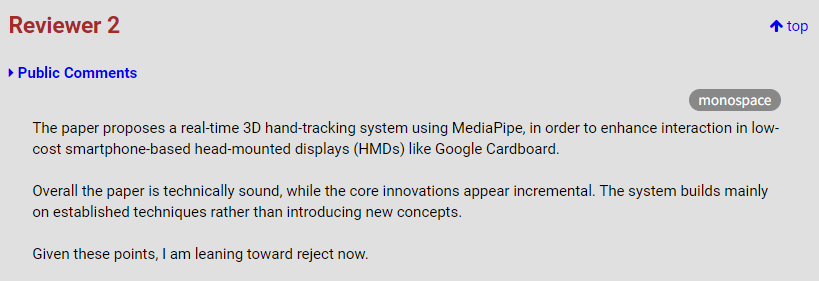 Reviewer 2
top
Public Comments
monospace
The paper proposes a real-time 3D hand-tracking system using MediaPipe, in order to enhance interaction in low-
cost smartphone-based head-mounted displays (HMDs) like Google Cardboard.
Overall the paper is technically sound, while the core innovations appear incremental. The system builds mainly
on established techniques rather than introducing new concepts.
Given these points, I am leaning toward reject now.